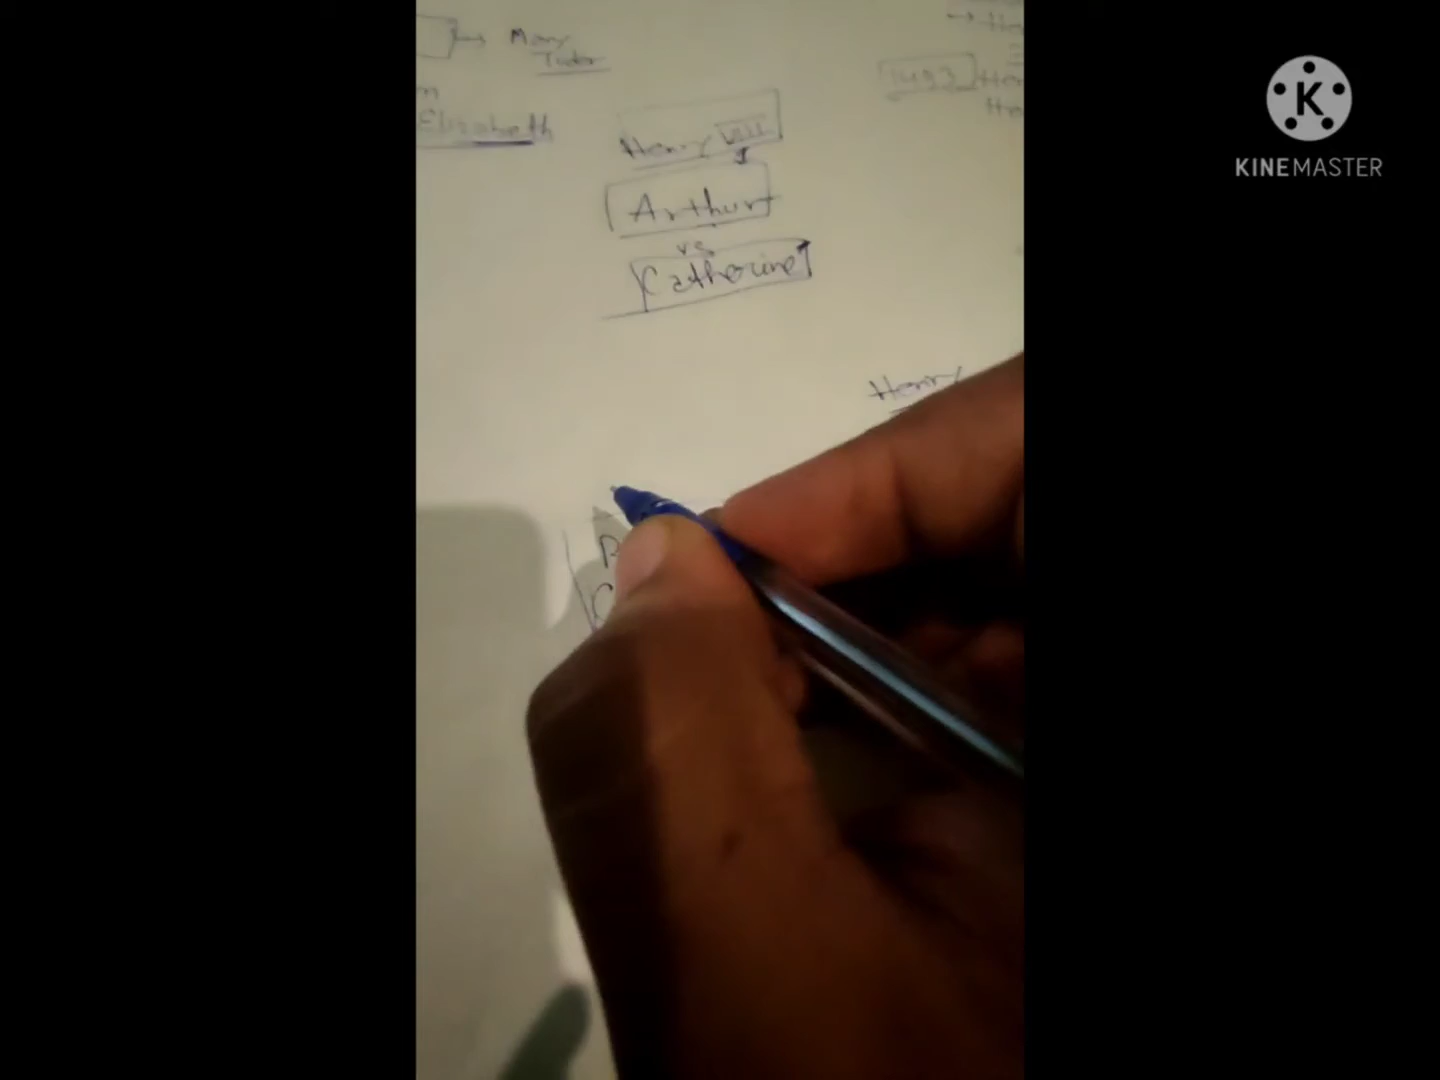 Mary
Tudor
Elizabeth
Henry VIII
Arthur
vs
Catherine
1493
Henry
K
KINEMASTER